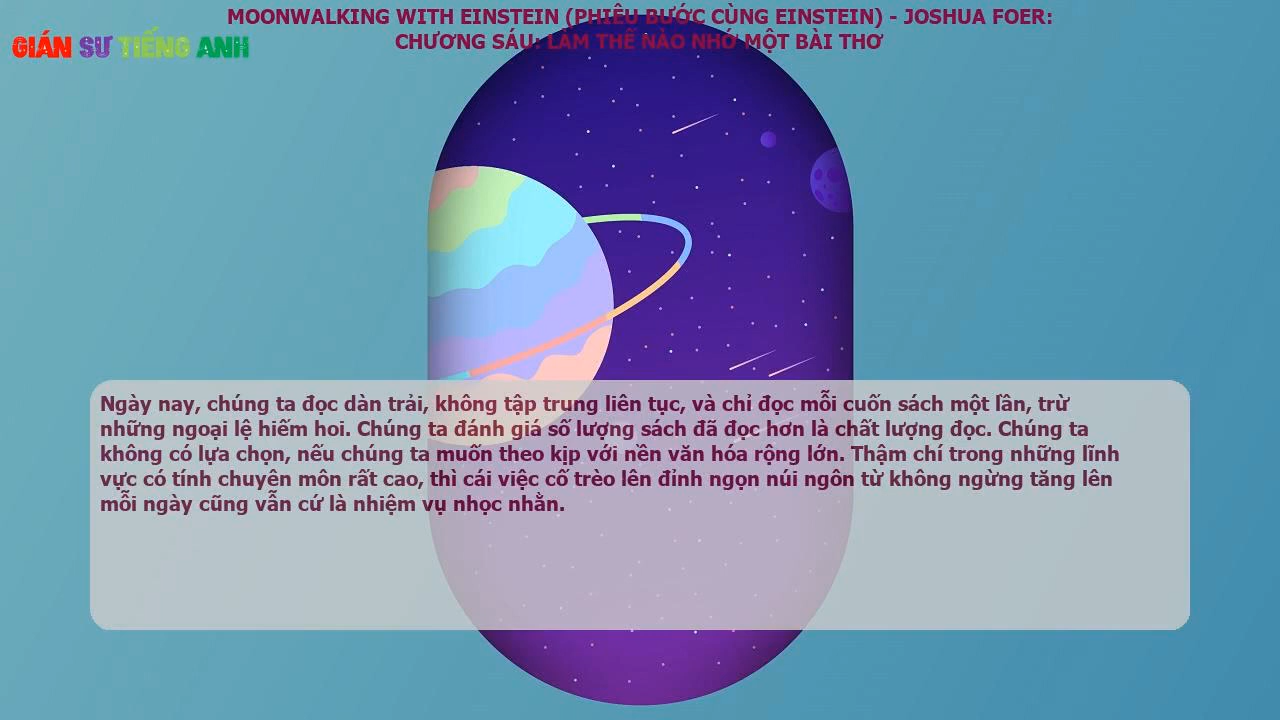 MOONWALKING WITH EINSTEIN (PHIÊU BƯỚC CÙNG EINSTEIN) - JOSHUA FOER:
CHƯƠNG SÁU: LÀM THẾ NÀO NHỚ MỘT BÀI THƠ
GIÁN SƯ TIẾNG ANH
Ngày nay, chúng ta đọc dàn trải, không tập trung liên tục, và chỉ đọc mỗi cuốn sách một lần, trừ
những ngoại lệ hiếm hoi. Chúng ta đánh giá số lượng sách đã đọc hơn là chất lượng đọc. Chúng ta
không có lựa chọn, nếu chúng ta muốn theo kịp với nền văn hóa rộng lớn. Thậm chí trong những lĩnh
vực có tính chuyên môn rất cao, thì cái việc cố trèo lên đỉnh ngọn núi ngôn từ không ngừng tăng lên
mỗi ngày cũng vẫn cứ là nhiệm vụ nhọc nhằn.